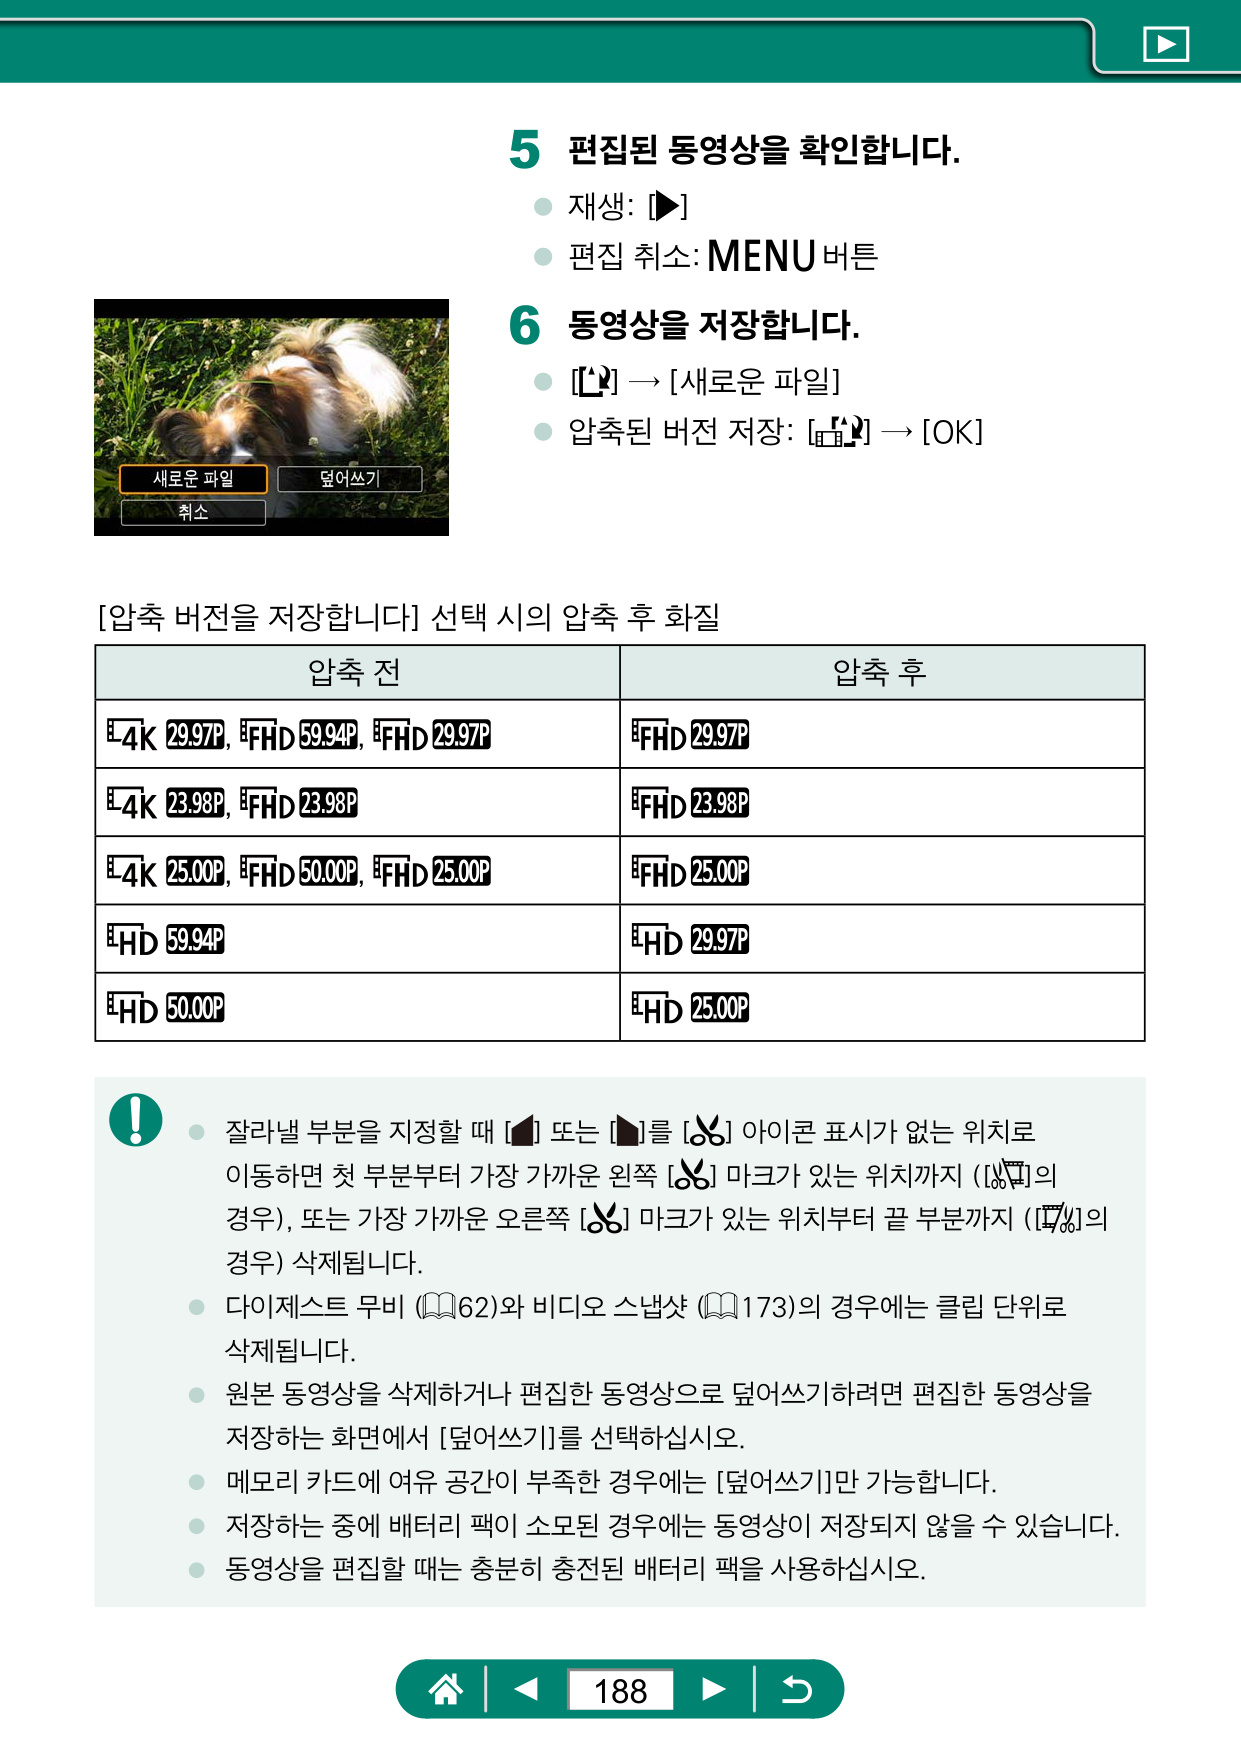 5 편집된 동영상을 확인합니다.
● 재생: [▶]
● 편집 취소: MENU 버튼
6 동영상을 저장합니다.
● [] → [새로운 파일]
● 압축된 버전 저장: [] → [OK]
새로운 파일 덮어쓰기
취소
[압축 버전을 저장합니다] 선택 시의 압축 후 화질
압축 전 압축 후
4K 29.97P, FHD 59.94P, FHD 29.97P FHD 29.97P
4K 23.98P, FHD 23.98P FHD 23.98P
4K 25.00P, FHD 50.00P, FHD 25.00P FHD 25.00P
HD 59.94P HD 29.97P
HD 50.00P HD 25.00P
● 잘라낼 부분을 지정할 때 [] 또는 []를 [] 아이콘 표시가 없는 위치로
이동하면 첫 부분부터 가장 가까운 왼쪽 [] 마크가 있는 위치까지 ([]의
경우), 또는 가장 가까운 오른쪽 [] 마크가 있는 위치부터 끝 부분까지 ([]의
경우) 삭제됩니다.
● 다이제스트 무비 (62)와 비디오 스냅샷 (173)의 경우에는 클립 단위로
삭제됩니다.
● 원본 동영상을 삭제하거나 편집한 동영상으로 덮어쓰기하려면 편집한 동영상을
저장하는 화면에서 [덮어쓰기]를 선택하십시오.
● 메모리 카드에 여유 공간이 부족한 경우에는 [덮어쓰기]만 가능합니다.
● 저장하는 중에 배터리 팩이 소모된 경우에는 동영상이 저장되지 않을 수 있습니다.
● 동영상을 편집할 때는 충분히 충전된 배터리 팩을 사용하십시오.
188